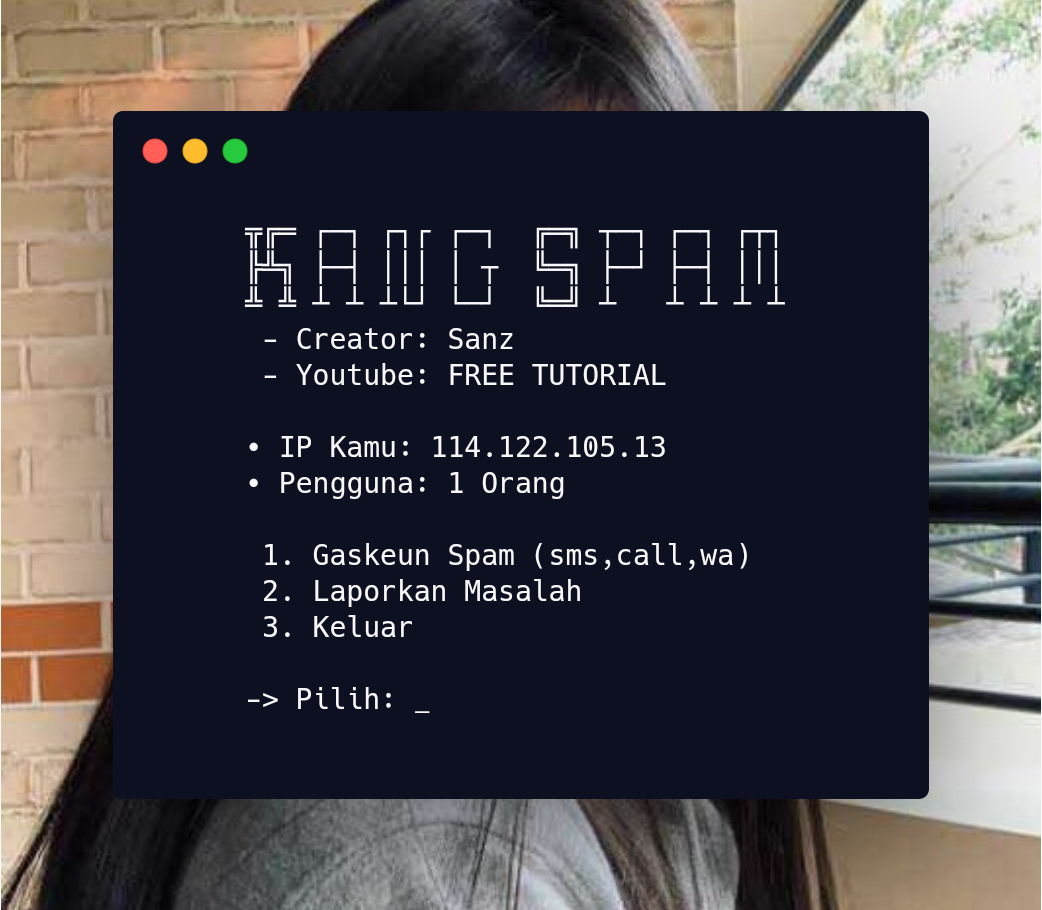 KANG SPAM
- Creator: Sanz
- Youtube: FREE TUTORIAL
• IP Kamu: 114.122.105.13
• Pengguna: 1 Orang
1. Gaskeun Spam (sms,call,wa)
2. Laporkan Masalah
3. Keluar
-> Pilih: _